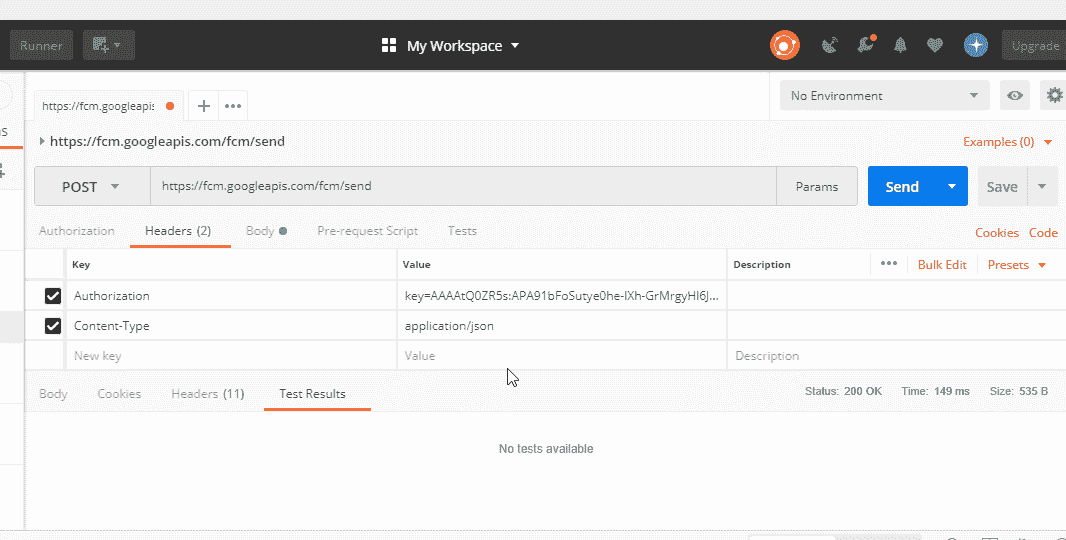 Runner
My Workspace
Upgrade
https://fcm.googleapis
No Environment
https://fcm.googleapis.com/fcm/send
Examples (0)
POST
https://fcm.googleapis.com/fcm/send
Params
Send
Save
Authorization Headers (2) Body Pre-request Script Tests
Cookies Code
Key Value Description ••• Bulk Edit Presets
Authorization key=AAAAtQ0ZR5s:APA91bFoSutye0he-IXh-GrMrgyHI6J...
Content-Type application/json
New key Value Description
Body Cookies Headers (11) Test Results Status: 200 OK Time: 149 ms Size: 535 B
No tests available